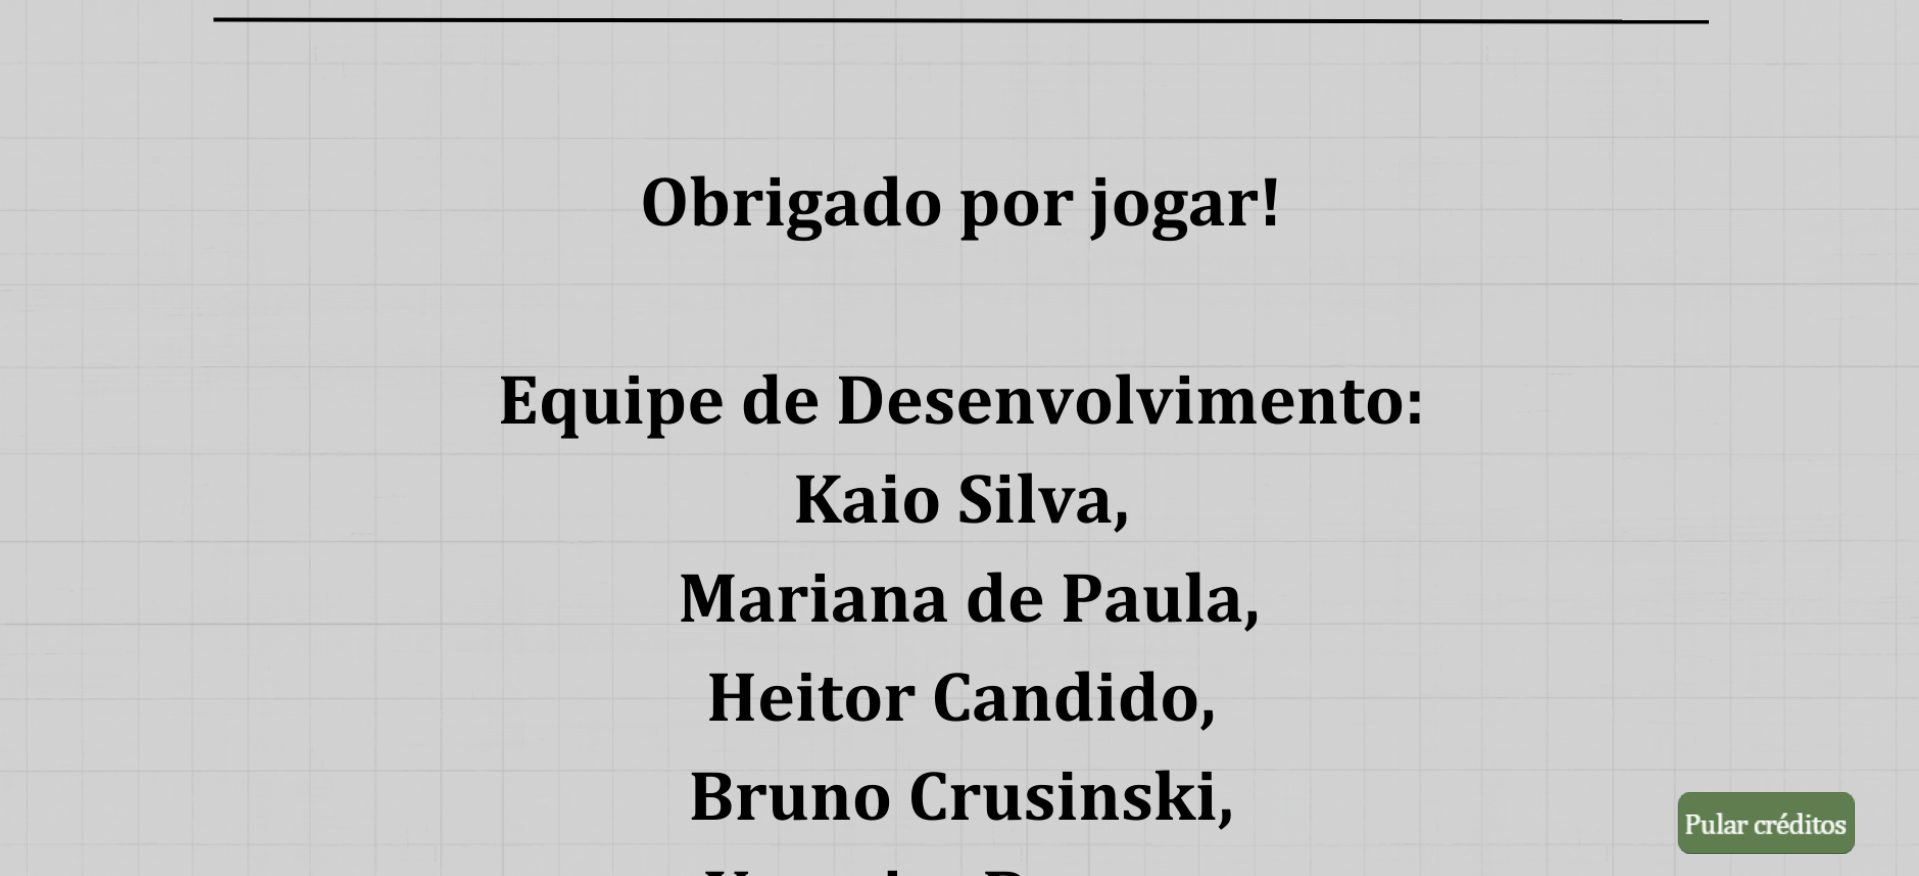 Obrigado por jogar!
Equipe de Desenvolvimento:
Kaio Silva,
Mariana de Paula,
Heitor Candido,
Bruno Crusinski,
Pular créditos